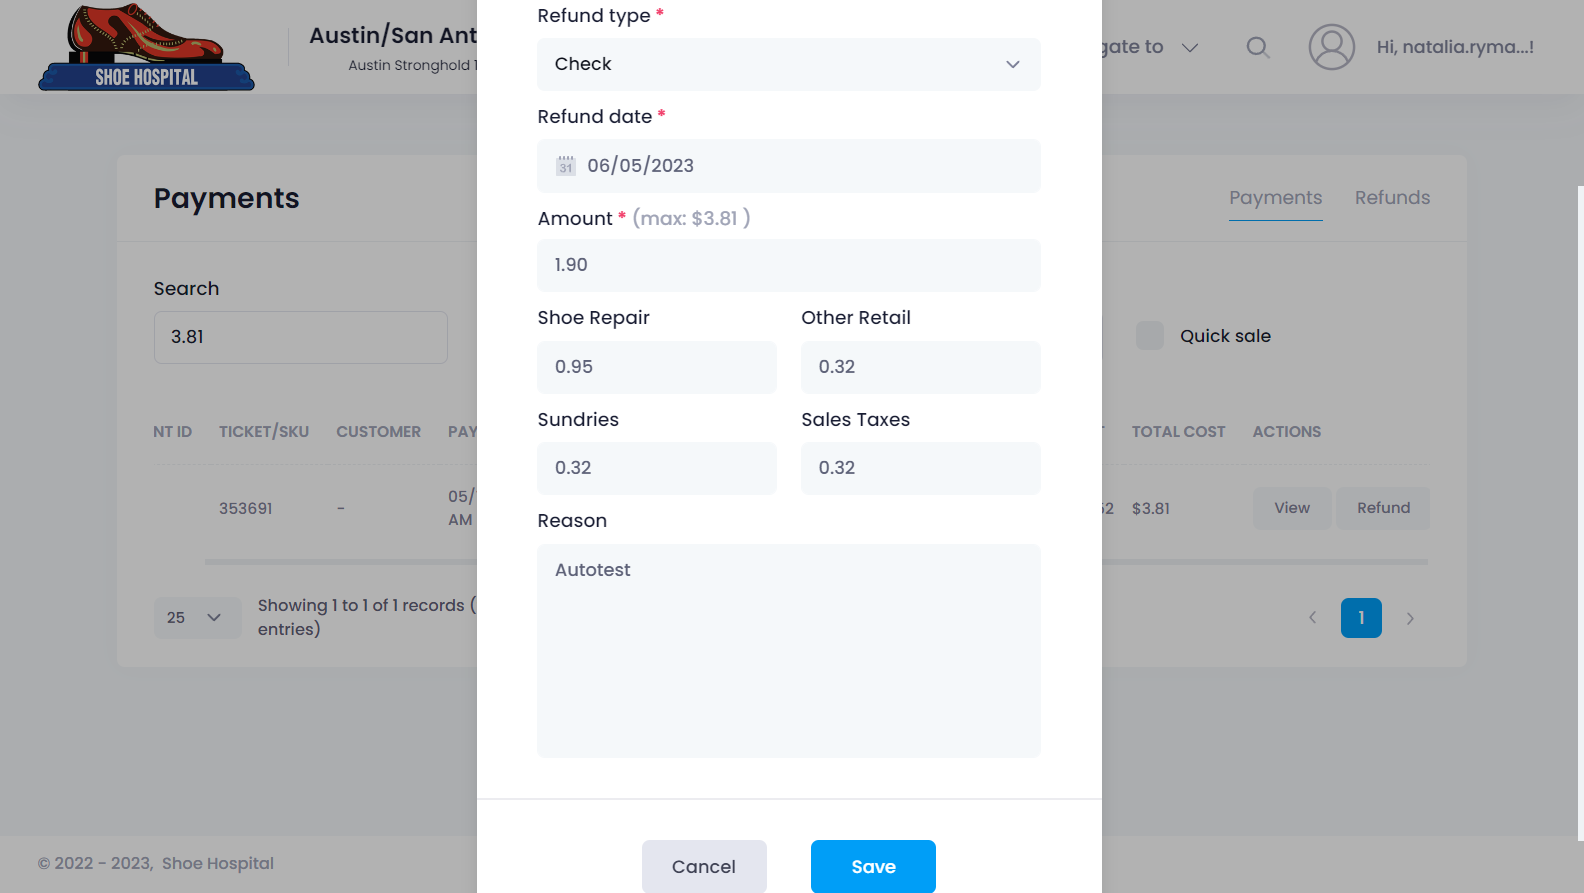 SHOE HOSPITAL
Austin/San Ant
Austin Stronghold 1
gate to
Hi, natalia.ryma...!
Payments
Payments
Refunds
Search
3.81
Quick sale
NT ID
TICKET/SKU
CUSTOMER
PAY
TOTAL COST
ACTIONS
353691
-
05/
AM
52
$3.81
View
Refund
25
Showing 1 to 1 of 1 records (
entries)
1
© 2022 - 2023, Shoe Hospital
Refund type *
Check
Refund date *
31
06/05/2023
Amount * (max: $3.81 )
1.90
Shoe Repair
Other Retail
0.95
0.32
Sundries
Sales Taxes
0.32
0.32
Reason
Autotest
Cancel
Save